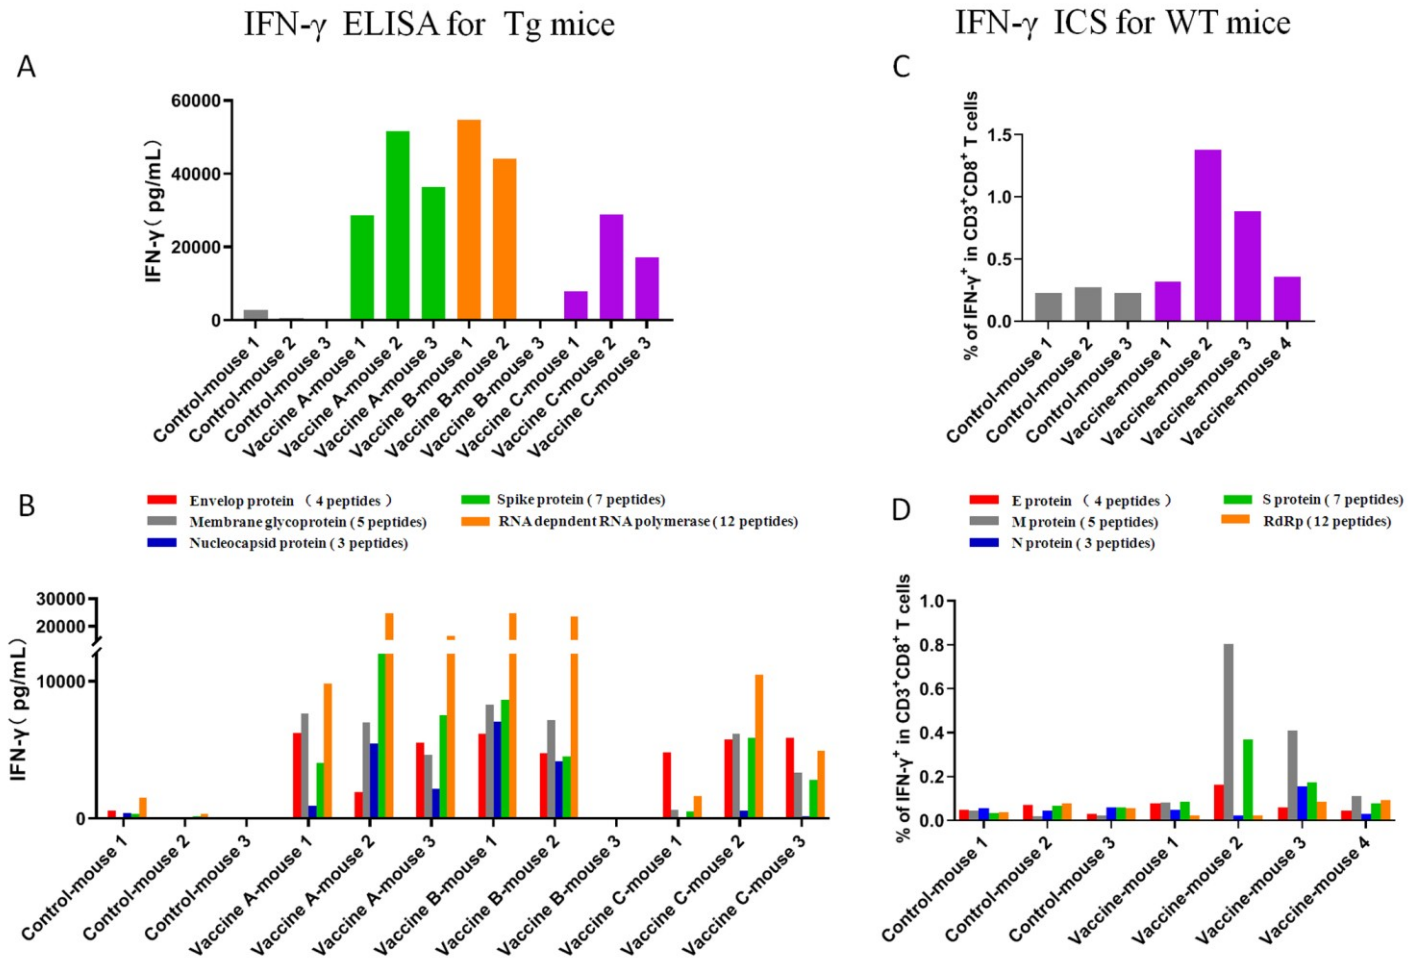 IFN-γ ELISA for Tg mice
IFN-γ ICS for WT mice
A
IFN-γ( pg/mL)
60000
40000
20000
0
Control-mouse 1
Control-mouse 2
Control-mouse 3
Vaccine A-mouse 1
Vaccine A-mouse 2
Vaccine A-mouse 3
Vaccine B-mouse 1
Vaccine B-mouse 2
Vaccine B-mouse 3
Vaccine C-mouse 1
Vaccine C-mouse 2
Vaccine C-mouse 3
C
% of IFN-γ+ in CD3+CD8+ T cells
1.5
1.0
0.5
0.0
Control-mouse 1
Control-mouse 2
Control-mouse 3
Vaccine-mouse 1
Vaccine-mouse 2
Vaccine-mouse 3
Vaccine-mouse 4
B
Envelop protein ( 4 peptides )
Membrane glycoprotein ( 5 peptides)
Nucleocapsid protein ( 3 peptides)
Spike protein ( 7 peptides)
RNA depndent RNA polymerase ( 12 peptides)
IFN-γ( pg/mL)
30000
20000
10000
0
Control-mouse 1
Control-mouse 2
Control-mouse 3
Vaccine A-mouse 1
Vaccine A-mouse 2
Vaccine A-mouse 3
Vaccine B-mouse 1
Vaccine B-mouse 2
Vaccine B-mouse 3
Vaccine C-mouse 1
Vaccine C-mouse 2
Vaccine C-mouse 3
D
E protein ( 4 peptides )
M protein ( 5 peptides)
N protein ( 3 peptides)
S protein ( 7 peptides)
RdRp ( 12 peptides)
% of IFN-γ+ in CD3+CD8+ T cells
1.0
0.8
0.6
0.4
0.2
0.0
Control-mouse 1
Control-mouse 2
Control-mouse 3
Vaccine-mouse 1
Vaccine-mouse 2
Vaccine-mouse 3
Vaccine-mouse 4